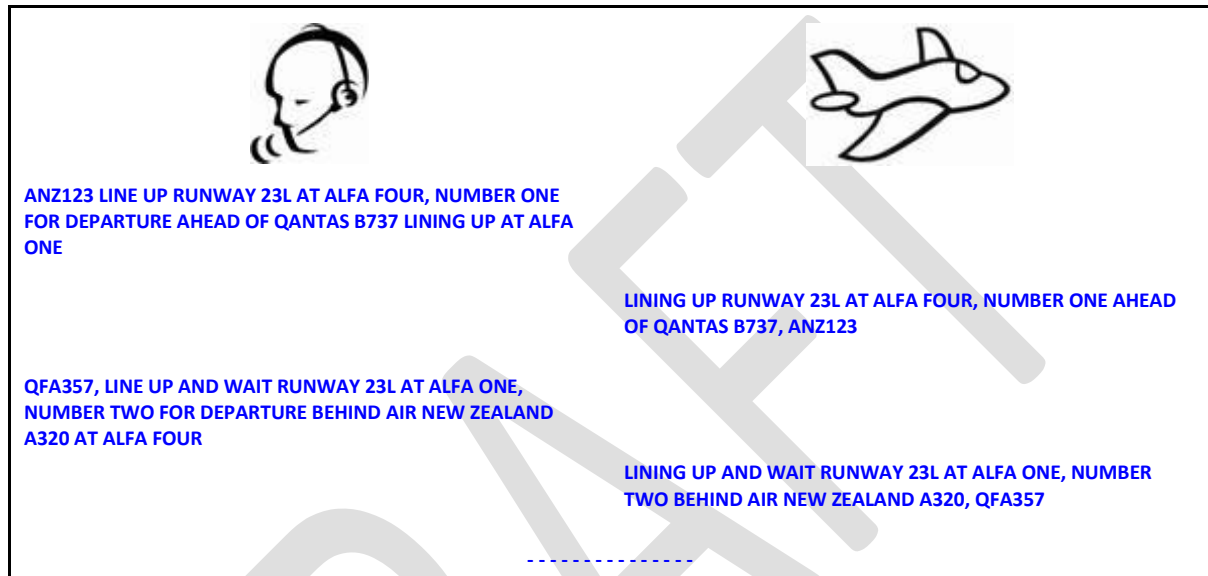 ANZ123 LINE UP RUNWAY 23L AT ALFA FOUR, NUMBER ONE
FOR DEPARTURE AHEAD OF QANTAS B737 LINING UP AT ALFA
ONE
LINING UP RUNWAY 23L AT ALFA FOUR, NUMBER ONE AHEAD
OF QANTAS B737, ANZ123
QFA357, LINE UP AND WAIT RUNWAY 23L AT ALFA ONE,
NUMBER TWO FOR DEPARTURE BEHIND AIR NEW ZEALAND
A320 AT ALFA FOUR
LINING UP AND WAIT RUNWAY 23L AT ALFA ONE, NUMBER
TWO BEHIND AIR NEW ZEALAND A320, QFA357
- - - - - - - - - - - - - - -
DRAFT